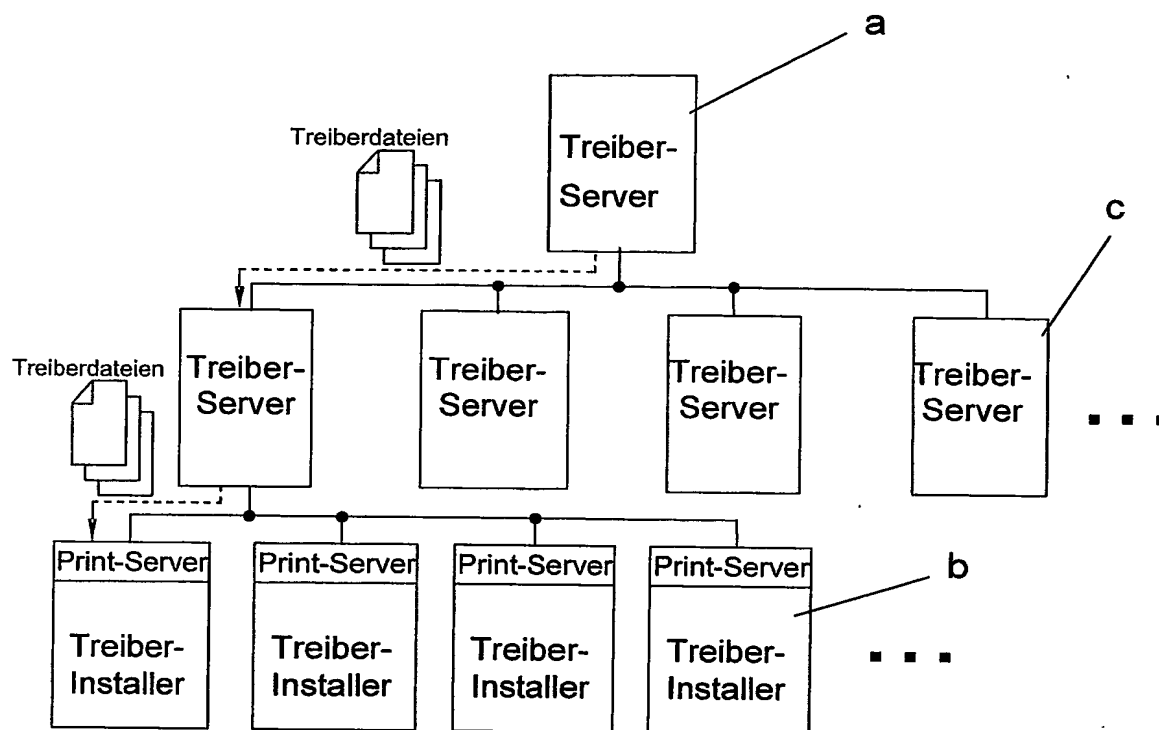 a
Treiberdateien
Treiber-
Server
c
Treiberdateien
Treiber-
Server
Treiber-
Server
Treiber-
Server
Treiber-
Server
Print-Server
Treiber-
Installer
Print-Server
Treiber-
Installer
Print-Server
Treiber-
Installer
Print-Server
Treiber-
Installer
b